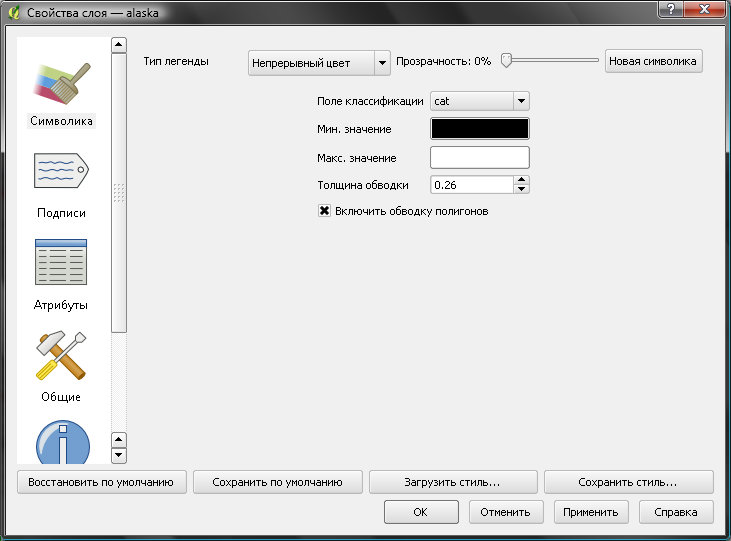 Свойства слоя — alaska
Символика
Подписи
Атрибуты
Общие
Тип легенды
Непрерывный цвет
Прозрачность: 0%
Новая символика
Поле классификации
cat
Мин. значение
Макс. значение
Толщина обводки
0.26
Включить обводку полигонов
Восстановить по умолчанию
Сохранить по умолчанию
Загрузить стиль...
Сохранить стиль...
OK
Отменить
Применить
Справка